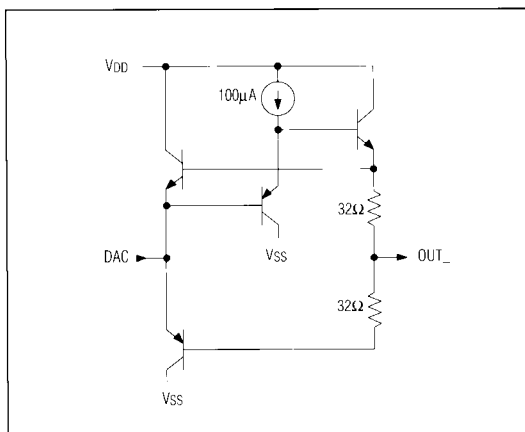 VDD
100μA
32Ω
VSS
DAC
OUT_
32Ω
VSS